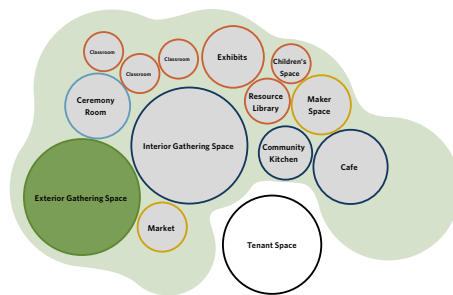 Classroom
Classroom
Classroom
Exhibits
Children's
Space
Ceremony
Room
Resource
Library
Maker
Space
Interior Gathering Space
Community
Kitchen
Cafe
Exterior Gathering Space
Market
Tenant Space